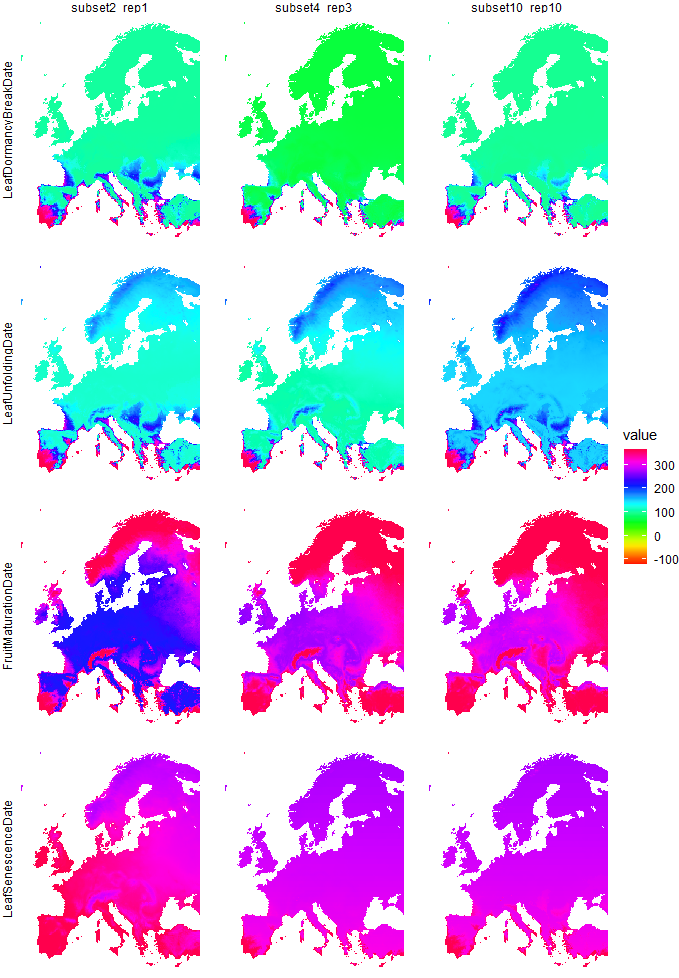 subset2_rep1
subset4_rep3
subset10_rep10
LeafDormancyBreakDate
LeafUnfoldingDate
FruitMaturationDate
LeafSenescenceDate
value
300
200
100
0
-100